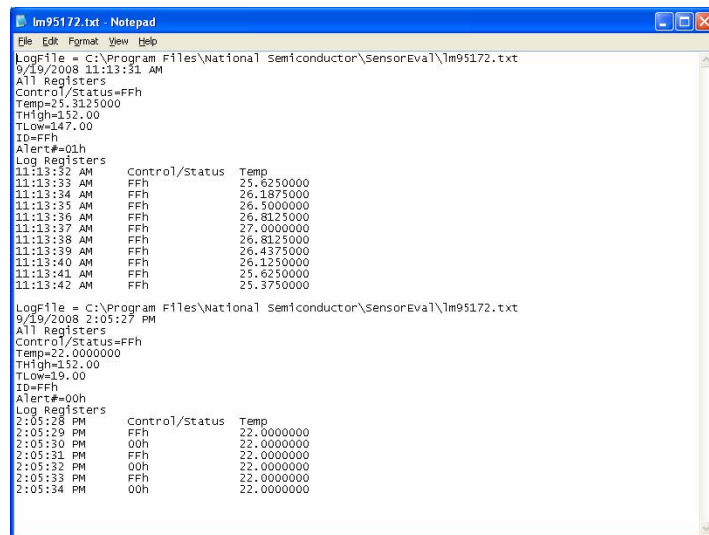 lm95172.txt - Notepad
File Edit Format View Help
LogFile = C:\Program Files\National Semiconductor\SensorEval\lm95172.txt
9/19/2008 11:13:31 AM
All Registers
Control/Status=FFh
Temp=25.3125000
THigh=152.00
TLow=147.00
ID=FFh
Alert#=01h
Log Registers
11:13:32 AM Control/Status Temp
11:13:33 AM FFh 25.6250000
11:13:34 AM FFh 26.1875000
11:13:35 AM FFh 26.5000000
11:13:36 AM FFh 26.8125000
11:13:37 AM FFh 27.0000000
11:13:38 AM FFh 26.8125000
11:13:39 AM FFh 26.4375000
11:13:40 AM FFh 26.1250000
11:13:41 AM FFh 25.6250000
11:13:42 AM FFh 25.3750000
LogFile = C:\Program Files\National Semiconductor\SensorEval\lm95172.txt
9/19/2008 2:05:27 PM
All Registers
Control/Status=FFh
Temp=22.0000000
THigh=152.00
TLow=19.00
ID=FFh
Alert#=00h
Log Registers
2:05:28 PM Control/Status Temp
2:05:29 PM FFh 22.0000000
2:05:30 PM 00h 22.0000000
2:05:31 PM FFh 22.0000000
2:05:32 PM 00h 22.0000000
2:05:33 PM FFh 22.0000000
2:05:34 PM 00h 22.0000000